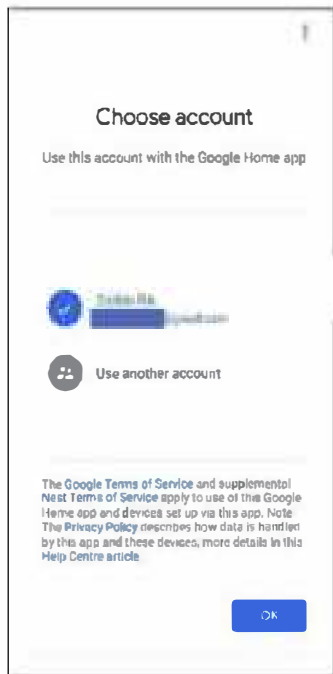 Choose account
Use this account with the Google Home app
Use another account
The Google Terms of Service and supplemental
Nest Terms of Service apply to use of this Google
Home app and devices set up via this app. Note
The Privacy Policy describes how data is handled
by this app and these devices, more details in this
Help Centre article
OK